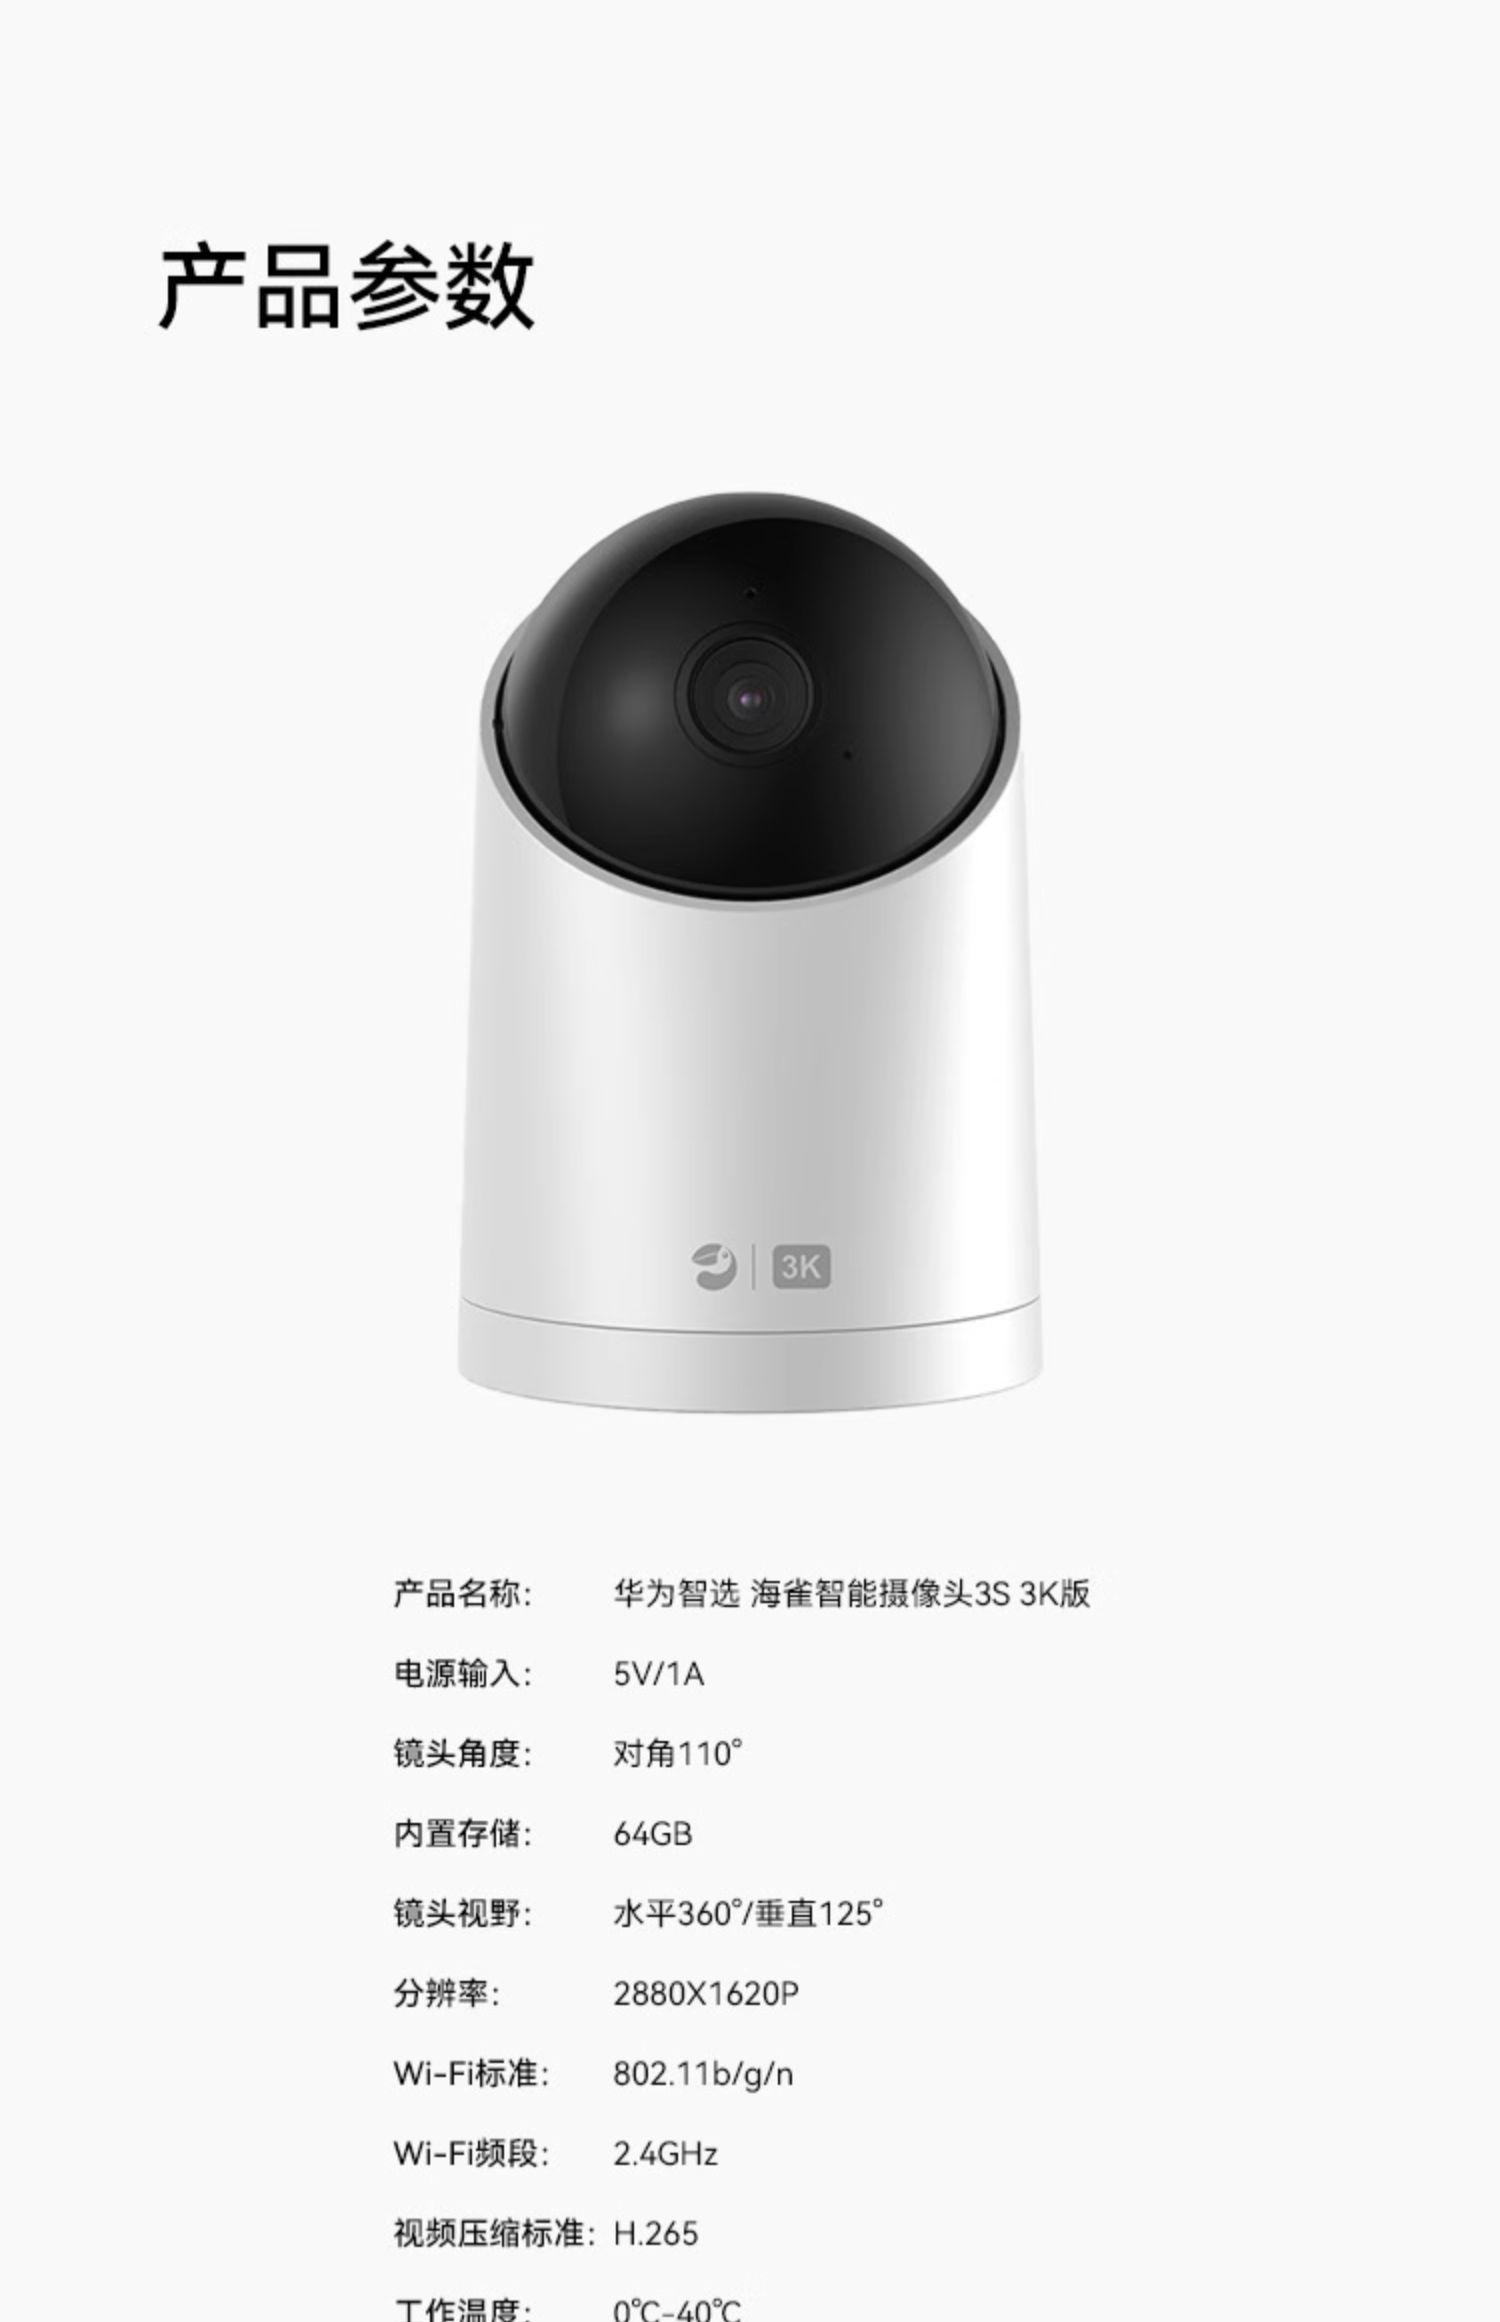 产品参数
3K
产品名称： 华为智选 海雀智能摄像头3S 3K版
电源输入： 5V/1A
镜头角度： 对角110°
内置存储： 64GB
镜头视野： 水平360°/垂直125°
分辨率： 2880X1620P
Wi-Fi标准： 802.11b/g/n
Wi-Fi频段： 2.4GHz
视频压缩标准： H.265
工作温度： 0℃-40℃